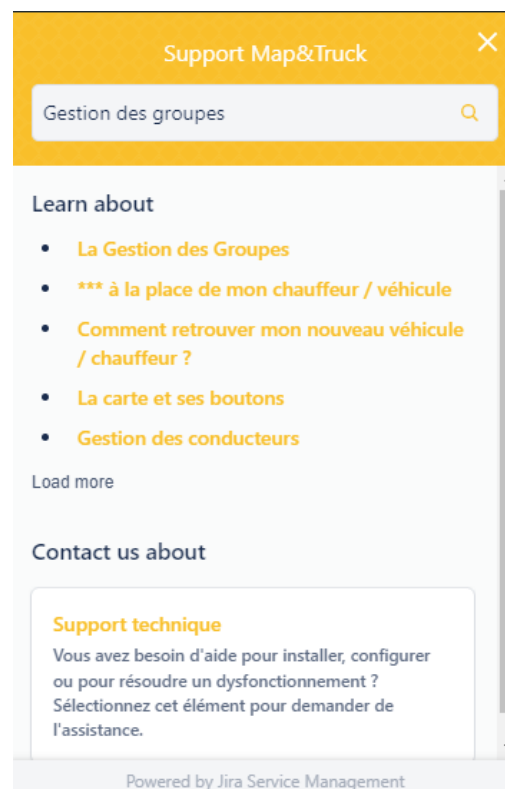 Support Map&Truck
Gestion des groupes
Learn about
La Gestion des Groupes
*** à la place de mon chauffeur / véhicule
Comment retrouver mon nouveau véhicule
/ chauffeur ?
La carte et ses boutons
Gestion des conducteurs
Load more
Contact us about
Support technique
Vous avez besoin d'aide pour installer, configurer
ou pour résoudre un dysfonctionnement ?
Sélectionnez cet élément pour demander de
l'assistance.
Powered by Jira Service Management